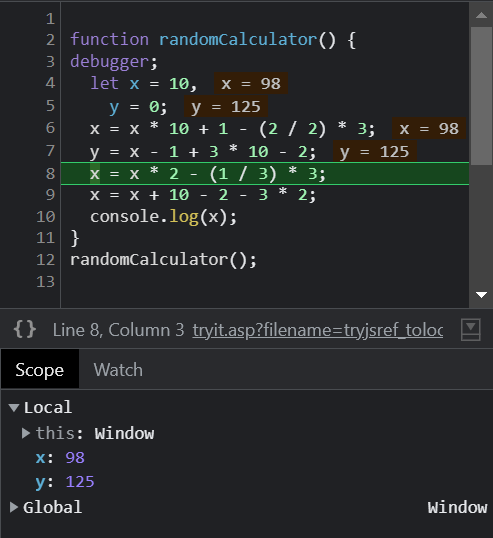 1
2 function randomCalculator() {
3 debugger;
4 let x = 10, x = 98
5 y = 0; y = 125
6 x = x * 10 + 1 - (2 / 2) * 3; x = 98
7 y = x - 1 + 3 * 10 - 2; y = 125
8 x = x * 2 - (1 / 3) * 3;
9 x = x + 10 - 2 - 3 * 2;
10 console.log(x);
11 }
12 randomCalculator();
13
{} Line 8, Column 3 tryit.asp?filename=tryjsref_toloc
Scope Watch
Local
this: Window
x: 98
y: 125
Global Window